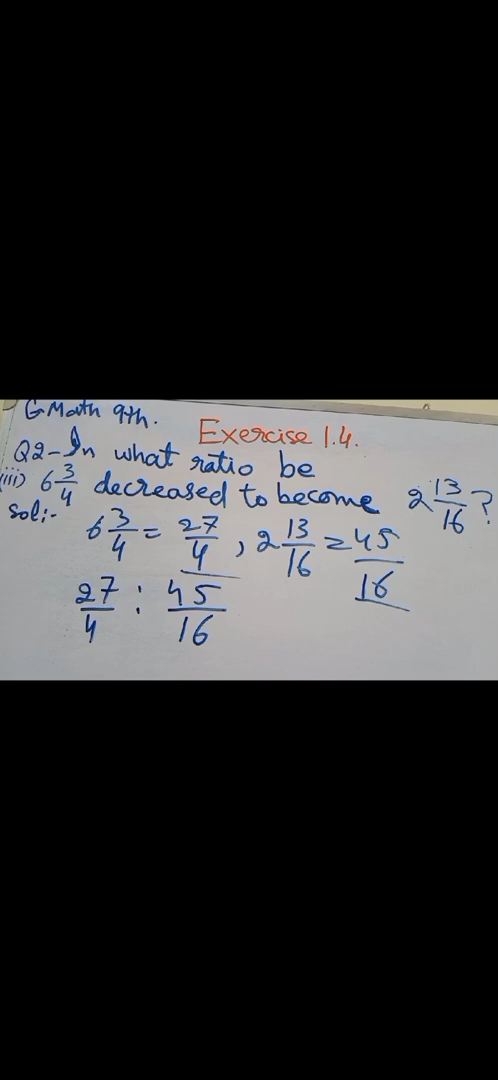 G Math 9th.
Exercise 1.4.
Q2- In what ratio be
(iii) 6 3/4 decreased to become 2 13/16 ?
Sol:-
6 3/4 = 27/4 , 2 13/16 = 45/16
27/4 : 45/16